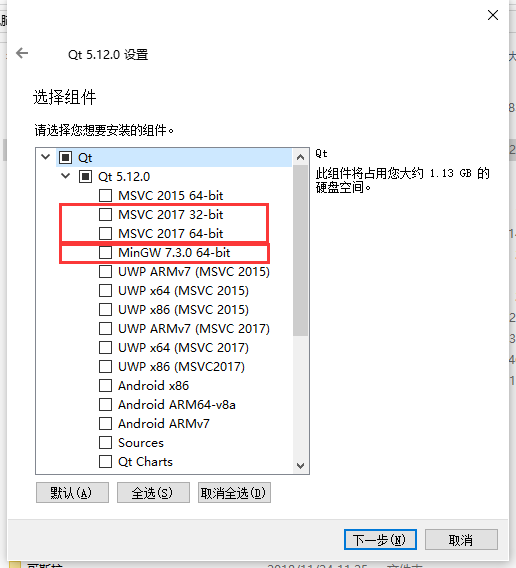 Qt 5.12.0 设置
选择组件
请选择您想要安装的组件。
Qt
Qt 5.12.0
MSVC 2015 64-bit
MSVC 2017 32-bit
MSVC 2017 64-bit
MinGW 7.3.0 64-bit
UWP ARMv7 (MSVC 2015)
UWP x64 (MSVC 2015)
UWP x86 (MSVC 2015)
UWP ARMv7 (MSVC 2017)
UWP x64 (MSVC 2017)
UWP x86 (MSVC2017)
Android x86
Android ARM64-v8a
Android ARMv7
Sources
Qt Charts
Qt
此组件将占用您大约 1.13 GB 的
硬盘空间。
默认(A)
全选(S)
取消全选(D)
下一步(N)
取消